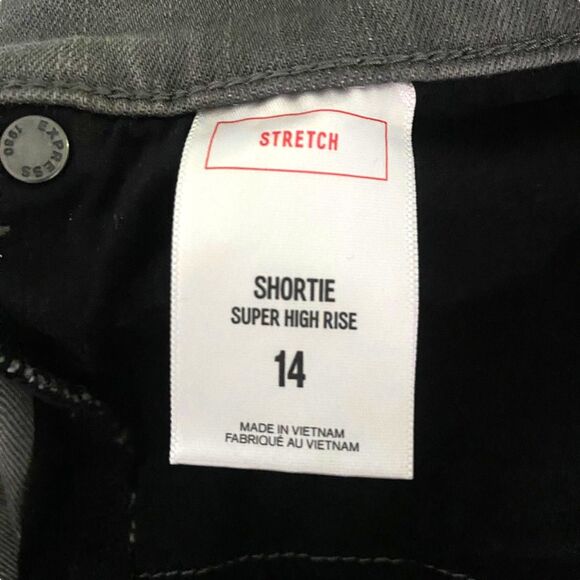 EXPRESS
1980
STRETCH
SHORTIE
SUPER HIGH RISE
14
MADE IN VIETNAM
FABRIQUÉ AU VIETNAM